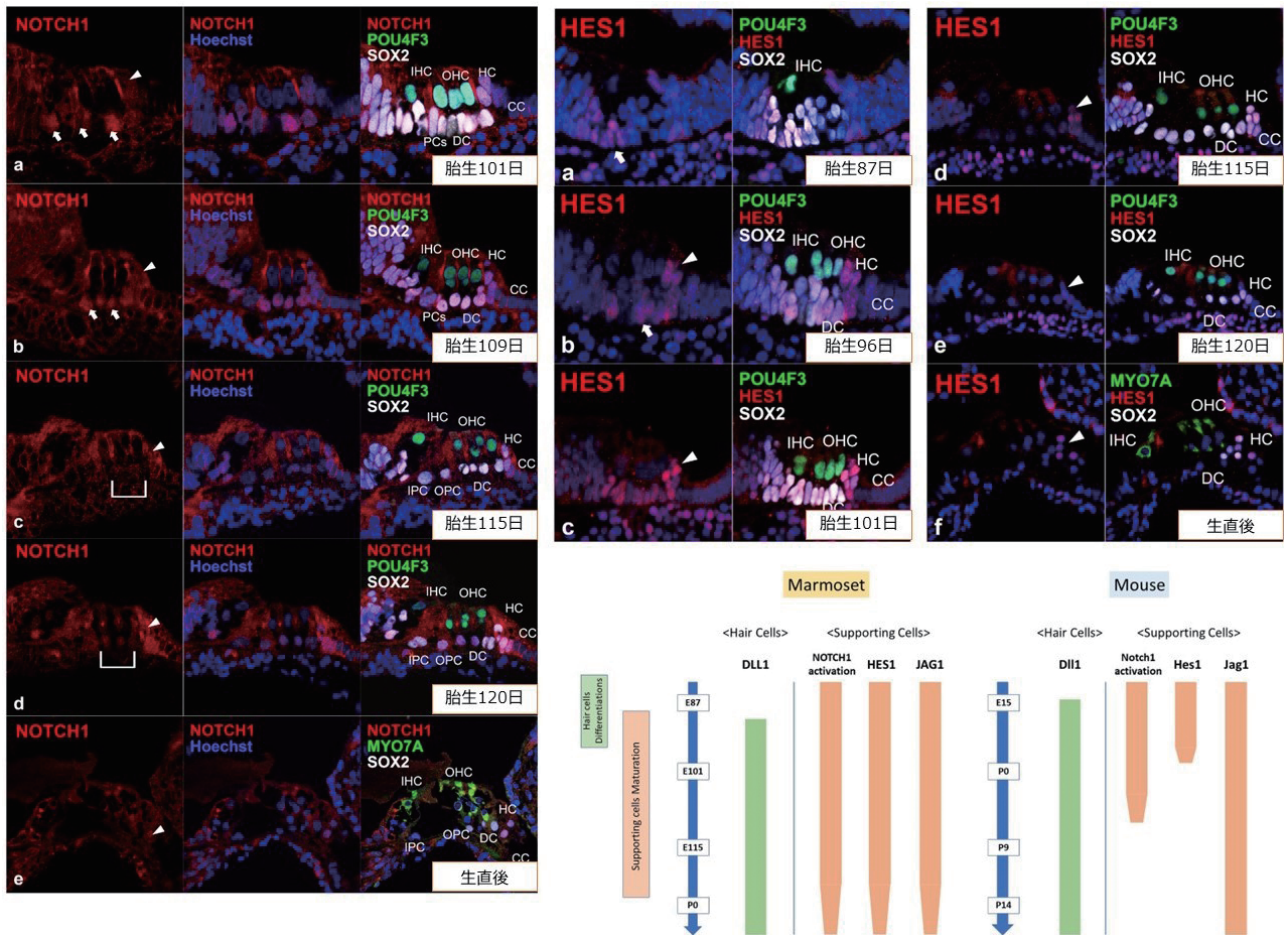 NOTCH1
NOTCH1
Hoechst
NOTCH1
POU4F3
SOX2
IHC
OHC
HC
CC
PCs
DC
a
胎生101日
NOTCH1
NOTCH1
Hoechst
NOTCH1
POU4F3
SOX2
IHC
OHC
HC
CC
PCs
DC
b
胎生109日
NOTCH1
NOTCH1
Hoechst
NOTCH1
POU4F3
SOX2
IHC
OHC
HC
CC
IPC
OPC
DC
c
胎生115日
NOTCH1
NOTCH1
Hoechst
NOTCH1
POU4F3
SOX2
IHC
OHC
HC
CC
IPC
OPC
DC
d
胎生120日
NOTCH1
NOTCH1
Hoechst
NOTCH1
MYO7A
SOX2
IHC
OHC
HC
OPC
DC
IPC
CC
e
生直後
HES1
POU4F3
HES1
SOX2
IHC
a
胎生87日
HES1
POU4F3
HES1
SOX2
IHC
OHC
HC
CC
DC
b
胎生96日
HES1
POU4F3
HES1
SOX2
IHC
OHC
HC
CC
DC
c
胎生101日
HES1
POU4F3
HES1
SOX2
IHC
OHC
HC
CC
DC
d
胎生115日
HES1
POU4F3
HES1
SOX2
IHC
OHC
HC
CC
DC
e
胎生120日
HES1
MYO7A
HES1
SOX2
OHC
IHC
HC
DC
f
生直後
Marmoset
<Hair Cells>
<Supporting Cells>
DLL1
NOTCH1
activation
HES1
JAG1
Hair cells
Differentiations
Supporting cells Maturation
E87
E101
E115
P0
Mouse
<Hair Cells>
<Supporting Cells>
Dll1
Notch1
activation
Hes1
Jag1
E15
P0
P9
P14